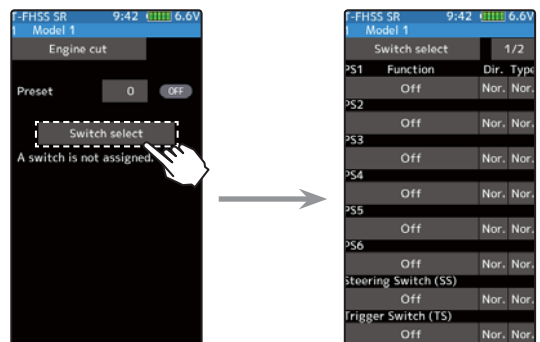 T-FHSS SR 9:42 6.6V
1 Model 1
Engine cut
Preset 0 OFF
Switch select
A switch is not assigned.
T-FHSS SR 9:42 6.6V
1 Model 1
Switch select 1/2
PS1 Function Dir. Type
Off Nor. Nor.
PS2
Off Nor. Nor.
PS3
Off Nor. Nor.
PS4
Off Nor. Nor.
PS5
Off Nor. Nor.
PS6
Off Nor. Nor.
Steering Switch (SS)
Off Nor. Nor.
Trigger Switch (TS)
Off Nor. Nor.